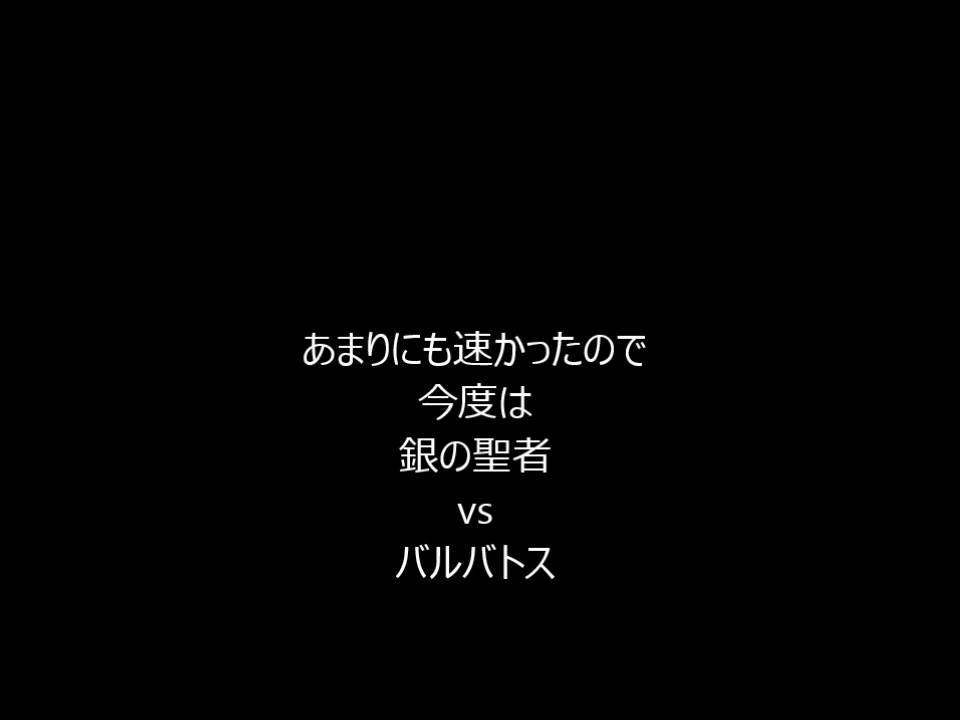 あまりにも速かったので
今度は
銀の聖者
vs
バルバトス